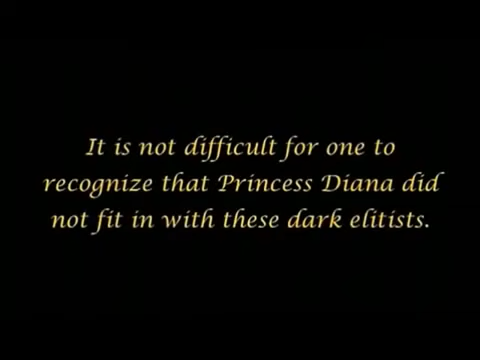 It is not difficult for one to
recognize that Princess Diana did
not fit in with these dark elitists.